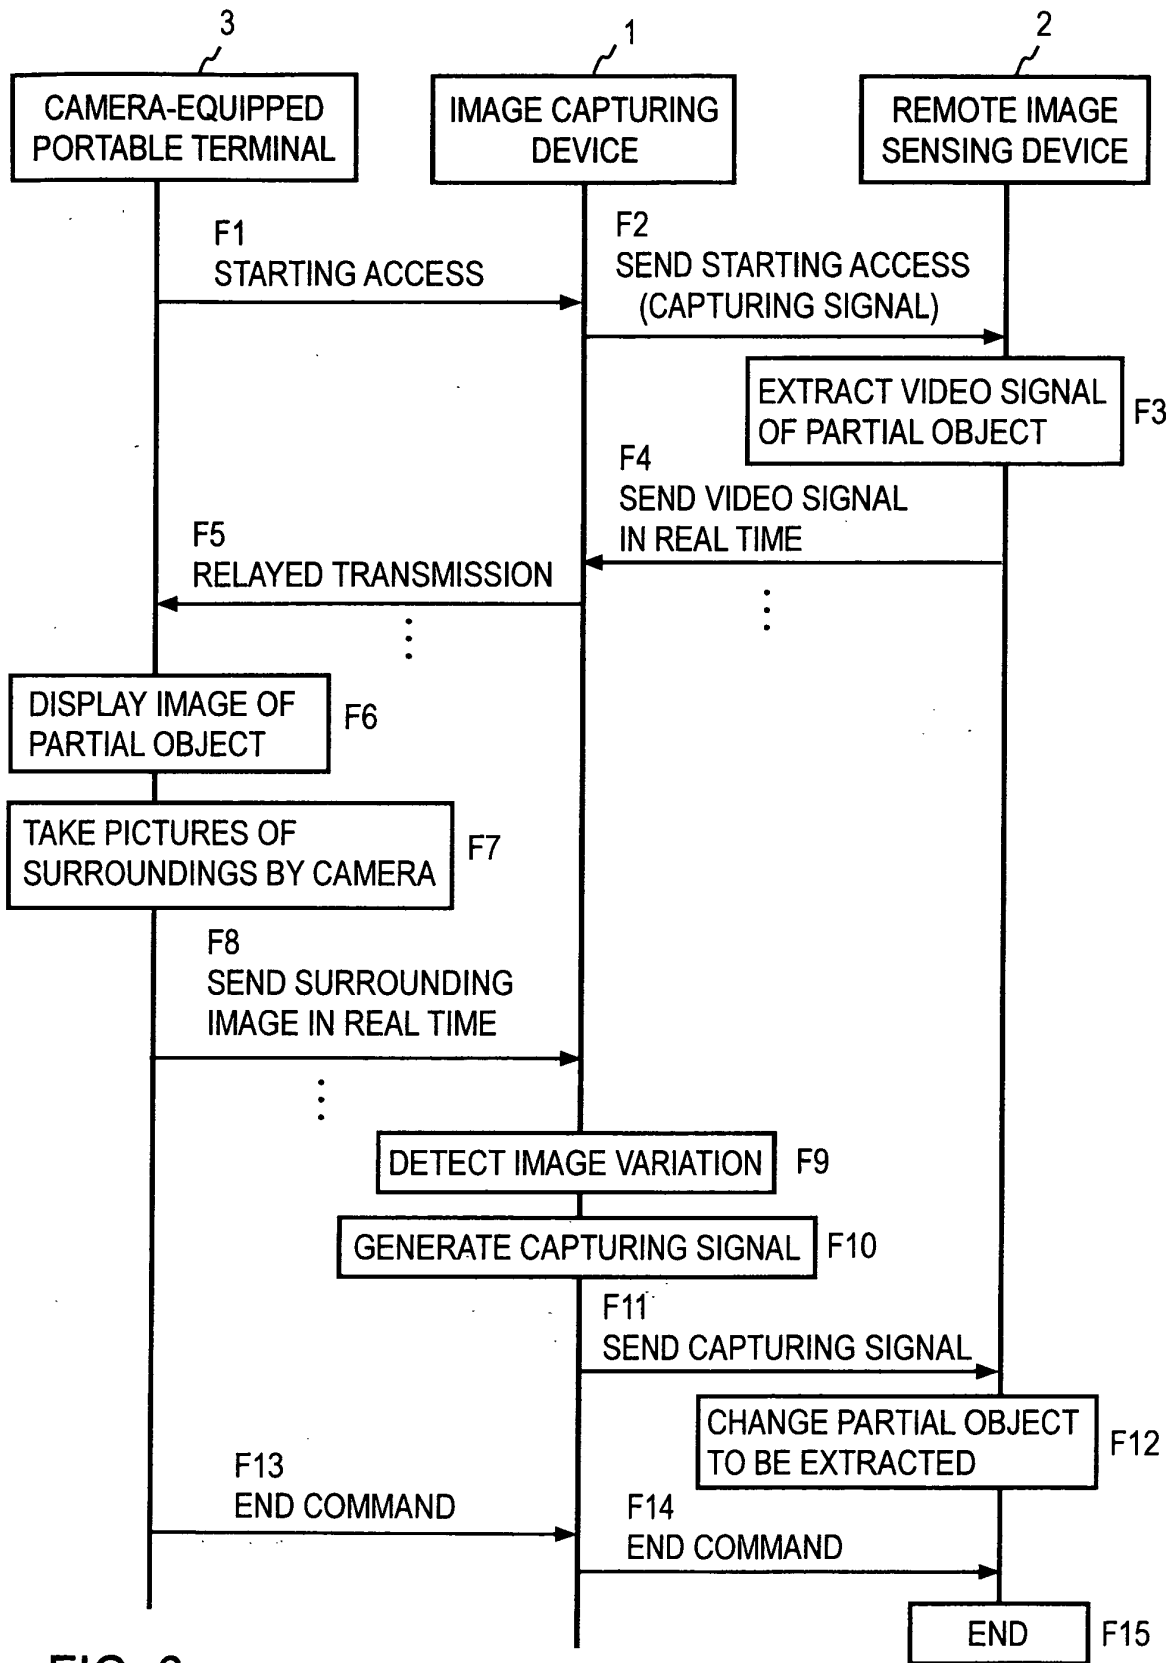 3
1
2
CAMERA-EQUIPPED
PORTABLE TERMINAL
IMAGE CAPTURING
DEVICE
REMOTE IMAGE
SENSING DEVICE
F1
STARTING ACCESS
F2
SEND STARTING ACCESS
(CAPTURING SIGNAL)
EXTRACT VIDEO SIGNAL
OF PARTIAL OBJECT
F3
F4
SEND VIDEO SIGNAL
IN REAL TIME
F5
RELAYED TRANSMISSION
DISPLAY IMAGE OF
PARTIAL OBJECT
F6
TAKE PICTURES OF
SURROUNDINGS BY CAMERA
F7
F8
SEND SURROUNDING
IMAGE IN REAL TIME
DETECT IMAGE VARIATION
F9
GENERATE CAPTURING SIGNAL
F10
F11
SEND CAPTURING SIGNAL
CHANGE PARTIAL OBJECT
TO BE EXTRACTED
F12
F13
END COMMAND
F14
END COMMAND
END
F15